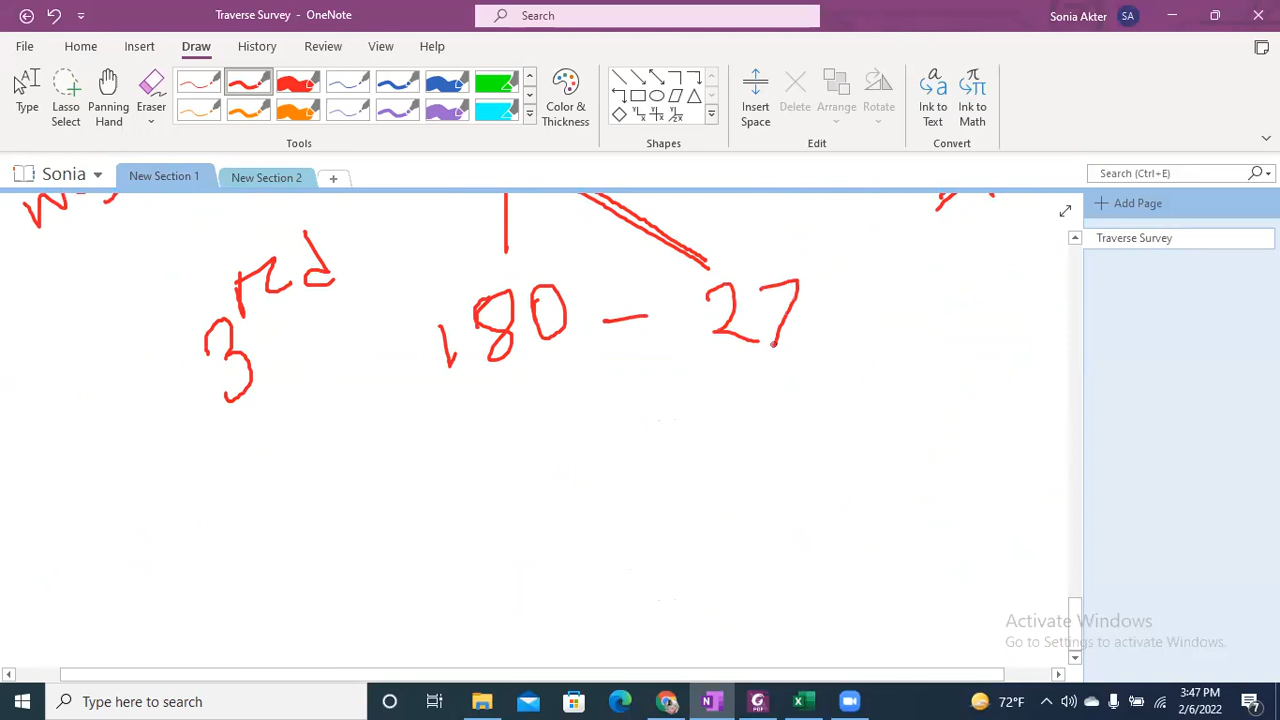 Traverse Survey - OneNote
Search
Sonia Akter SA
File Home Insert Draw History Review View Help
Type
Lasso Select
Panning Hand
Eraser
Color & Thickness
Insert Space
Delete
Arrange
Rotate
Ink to Text
Ink to Math
Tools
Shapes
Edit
Convert
Sonia
New Section 1
New Section 2
Search (Ctrl+E)
Add Page
Traverse Survey
3rd
180 - 27
Activate Windows
Go to Settings to activate Windows.
Type here to search
72°F
3:47 PM
2/6/2022
7